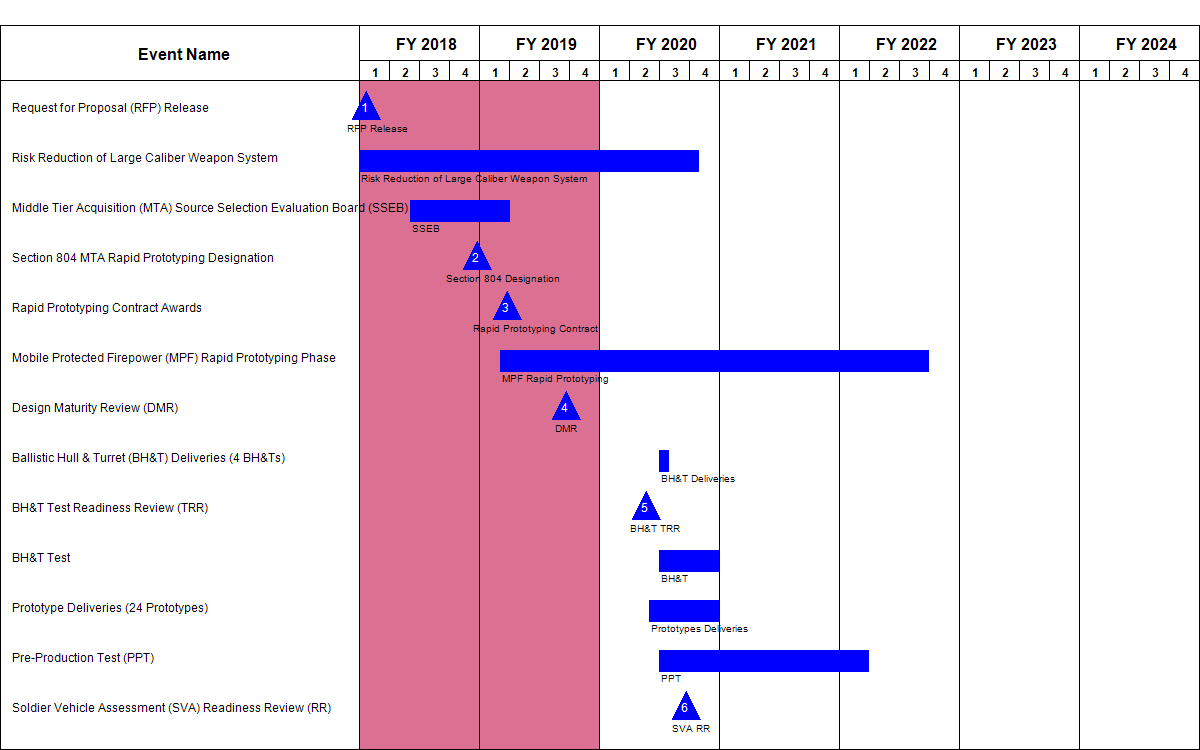 Event Name
FY 2018 FY 2019 FY 2020 FY 2021 FY 2022 FY 2023 FY 2024
1 2 3 4 1 2 3 4 1 2 3 4 1 2 3 4 1 2 3 4 1 2 3 4 1 2 3 4
Request for Proposal (RFP) Release
1
RFP Release
Risk Reduction of Large Caliber Weapon System
Risk Reduction of Large Caliber Weapon System
Middle Tier Acquisition (MTA) Source Selection Evaluation Board (SSEB)
SSEB
Section 804 MTA Rapid Prototyping Designation
2
Section 804 Designation
Rapid Prototyping Contract Awards
3
Rapid Prototyping Contract
Mobile Protected Firepower (MPF) Rapid Prototyping Phase
MPF Rapid Prototyping
Design Maturity Review (DMR)
4
DMR
Ballistic Hull & Turret (BH&T) Deliveries (4 BH&Ts)
BH&T Deliveries
BH&T Test Readiness Review (TRR)
5
BH&T TRR
BH&T Test
BH&T
Prototype Deliveries (24 Prototypes)
Prototypes Deliveries
Pre-Production Test (PPT)
PPT
Soldier Vehicle Assessment (SVA) Readiness Review (RR)
6
SVA RR